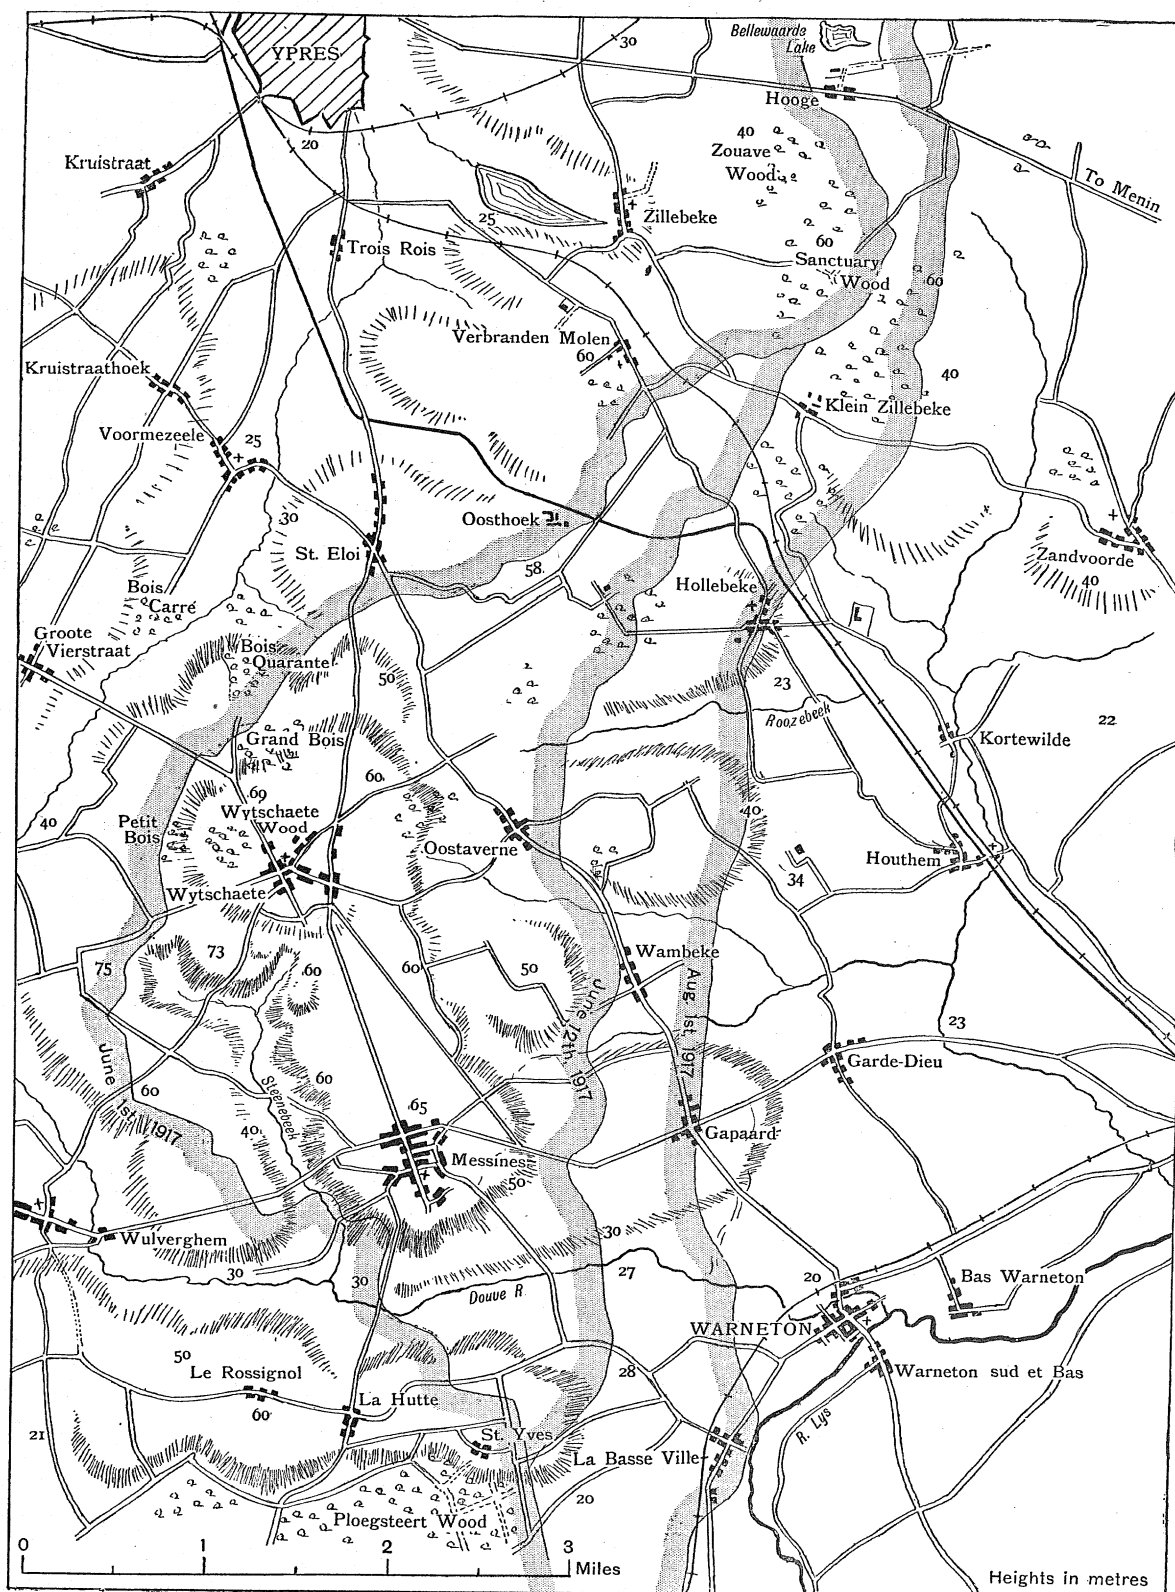 YPRES
30
Bellewaarde
Lake
Hooge
20
Kruistraat
40
Zouave
Wood
To Menin
25
Zillebeke
Trois Rois
60
Sanctuary
Wood
60
Verbranden Molen
60
Kruistraathoek
40
Klein Zillebeke
Voormezeele
25
30
Oosthoek
St. Eloi
58
Hollebeke
Zandvoorde
40
Bois
Carré
Groote
Vierstraat
Bois
Quarante
50
23
Roozebeek
22
Kortewilde
Grand Bois
60
69
Wytschaete
Wood
40
Petit
Bois
40
Oostaverne
Houthem
34
Wytschaete
73
75
60
60
50
Wambeke
June 12th 1917
Aug. 1st, 1917
23
June
1st. 1917
60
60
Garde-Dieu
Steenebeek
40
65
Gapaard
Messines
50
30
Wulverghem
30
30
27
Douve R
20
Bas Warneton
WARNETON
50
Le Rossignol
28
Warneton sud et Bas
60
La Hutte
21
St. Yves
R. Lys
La Basse Ville
20
Ploegsteert Wood
0 1 2 3
Miles
Heights in metres